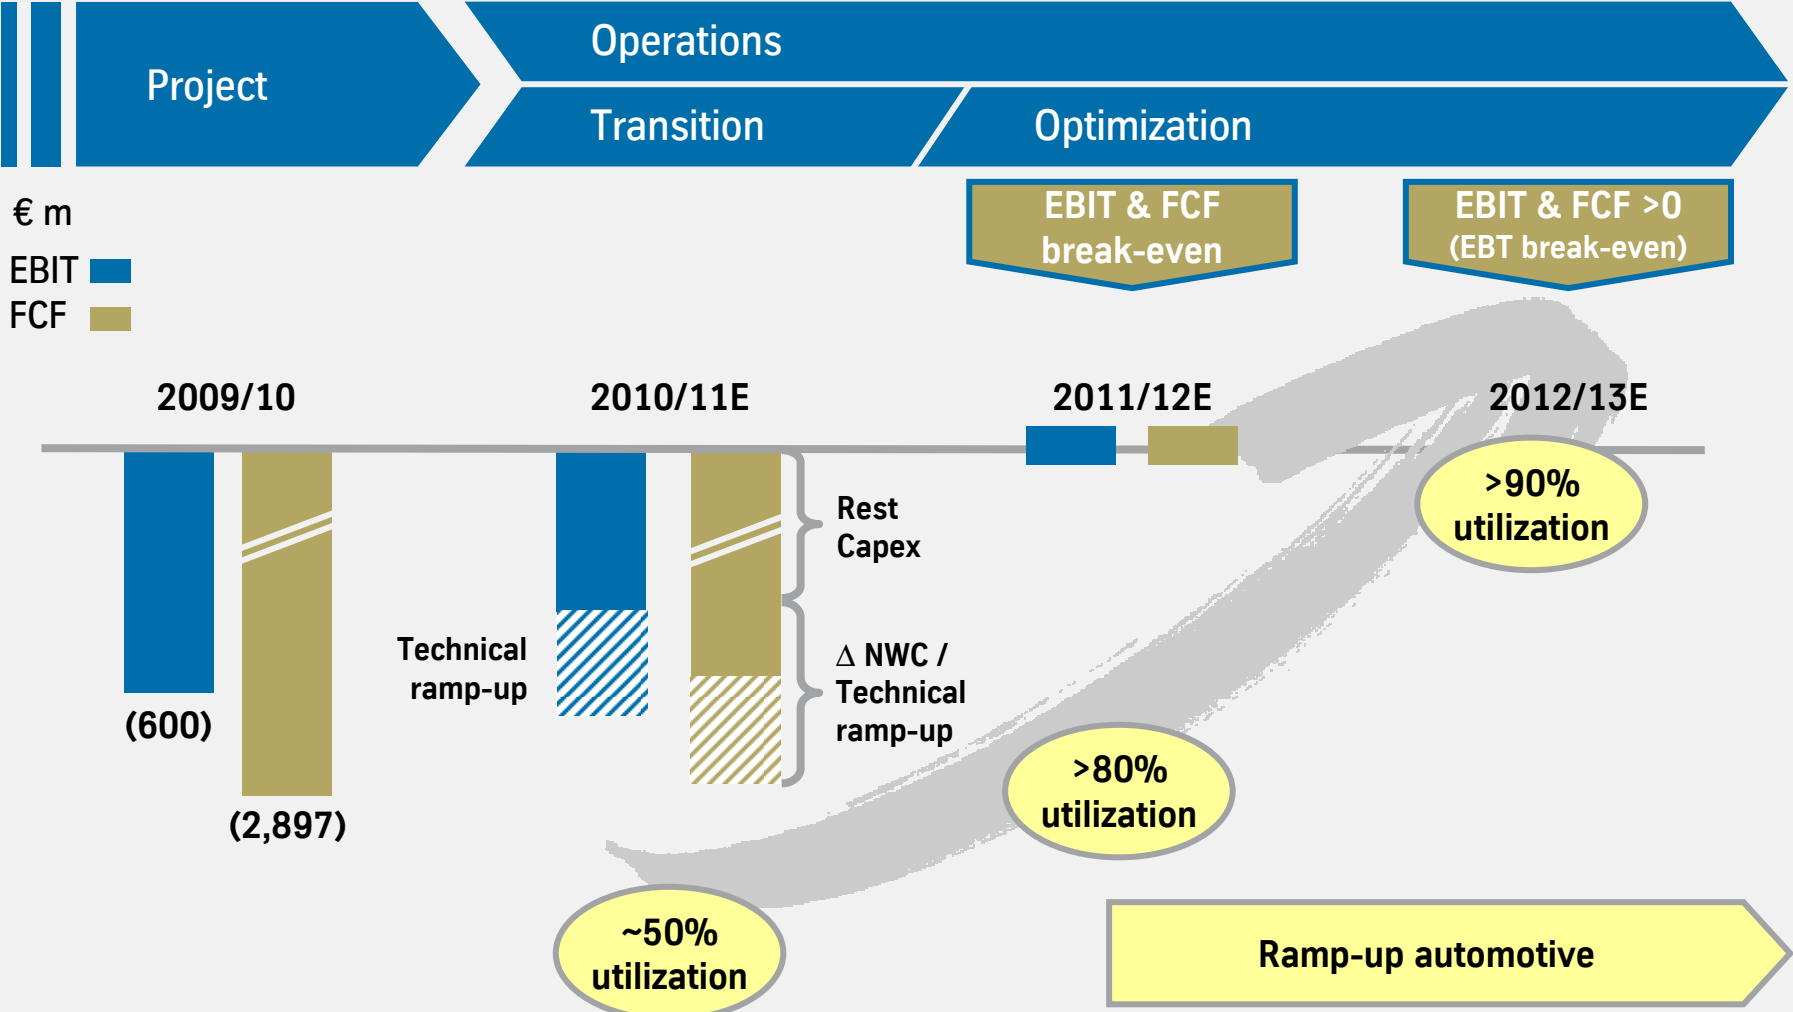 Project
Operations
Transition
Optimization
€ m
EBIT
FCF
EBIT & FCF
break-even
EBIT & FCF >0
(EBT break-even)
2009/10
2010/11E
2011/12E
2012/13E
(600)
(2,897)
Technical
ramp-up
Rest
Capex
Δ NWC /
Technical
ramp-up
~50%
utilization
>80%
utilization
>90%
utilization
Ramp-up automotive